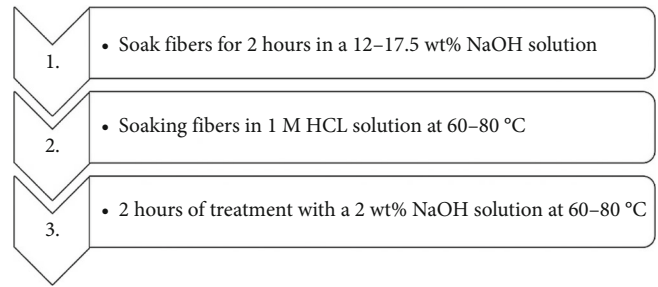 1.
• Soak fibers for 2 hours in a 12–17.5 wt% NaOH solution
2.
• Soaking fibers in 1 M HCL solution at 60–80 °C
3.
• 2 hours of treatment with a 2 wt% NaOH solution at 60–80 °C